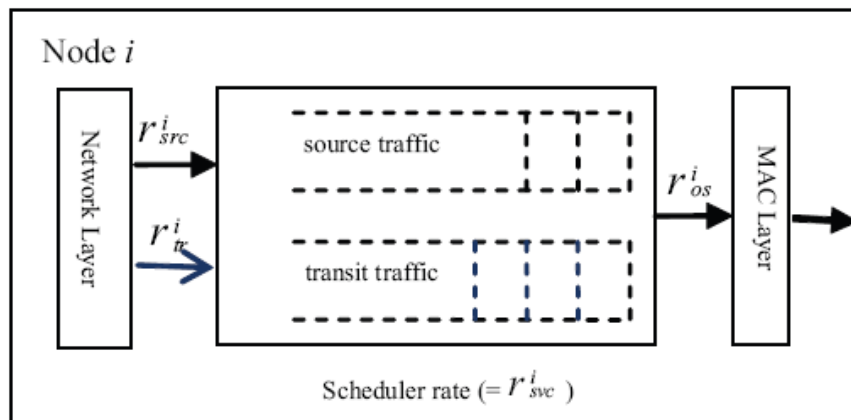 Node i
Network Layer
r^i_src
r^i_tr
source traffic
transit traffic
r^i_os
MAC Layer
Scheduler rate (= r^i_svc )